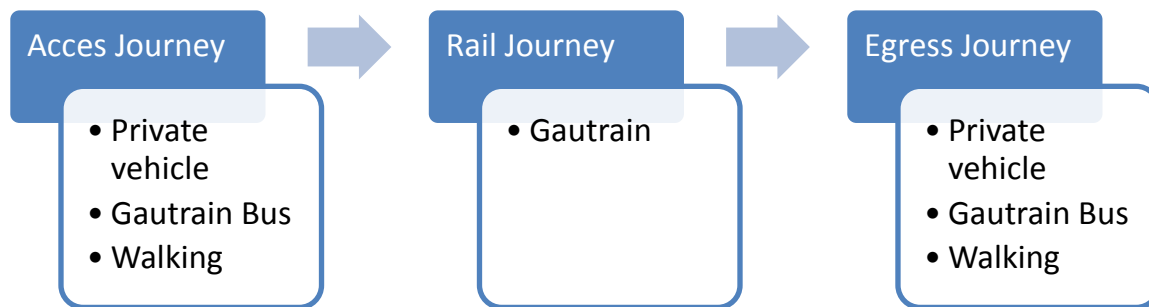 Acces Journey
• Private
vehicle
• Gautrain Bus
• Walking
Rail Journey
• Gautrain
Egress Journey
• Private
vehicle
• Gautrain Bus
• Walking